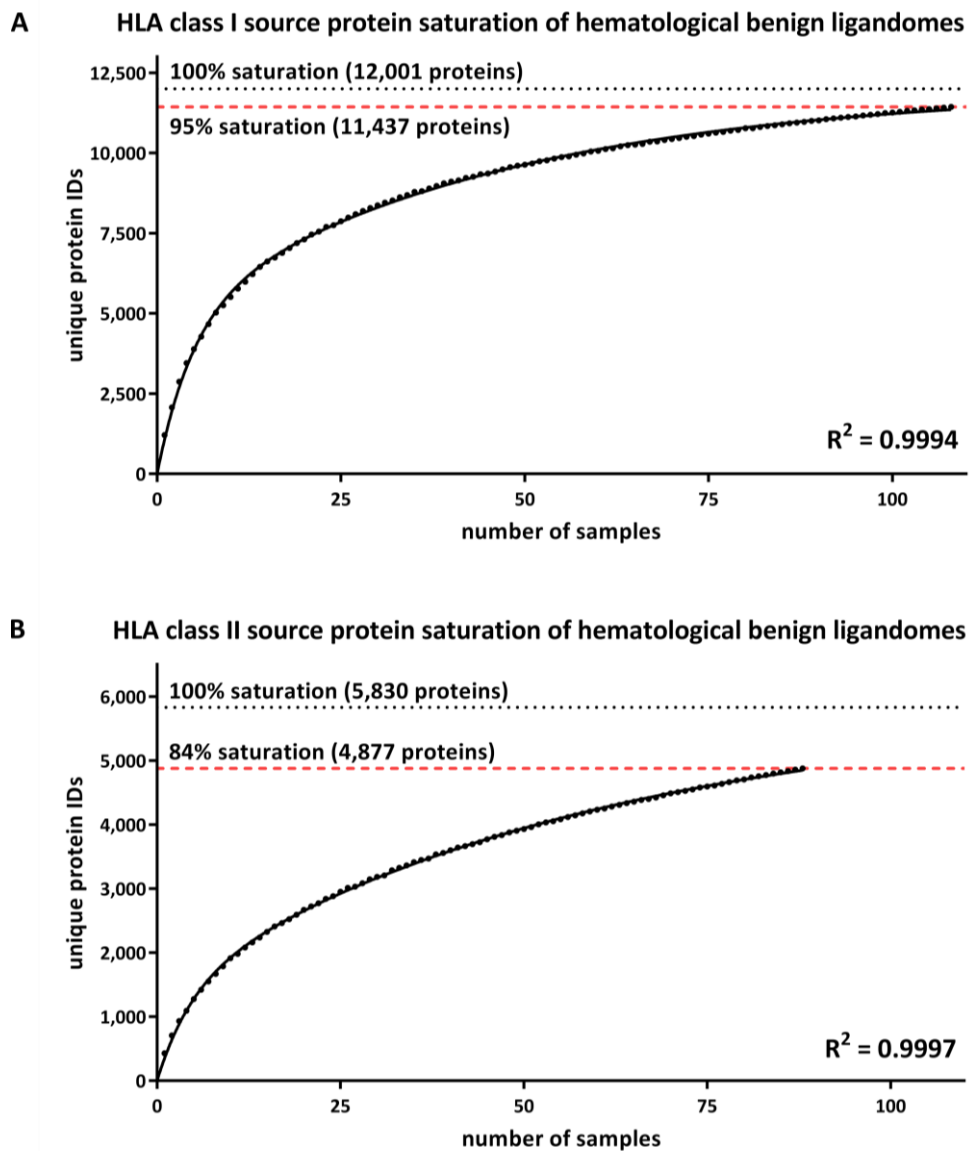 A
HLA class I source protein saturation of hematological benign ligandomes
12,500
100% saturation (12,001 proteins)
95% saturation (11,437 proteins)
10,000
7,500
5,000
2,500
0
unique protein IDs
R² = 0.9994
0 25 50 75 100
number of samples
B
HLA class II source protein saturation of hematological benign ligandomes
6,000
100% saturation (5,830 proteins)
84% saturation (4,877 proteins)
5,000
4,000
3,000
2,000
1,000
0
unique protein IDs
R² = 0.9997
0 25 50 75 100
number of samples